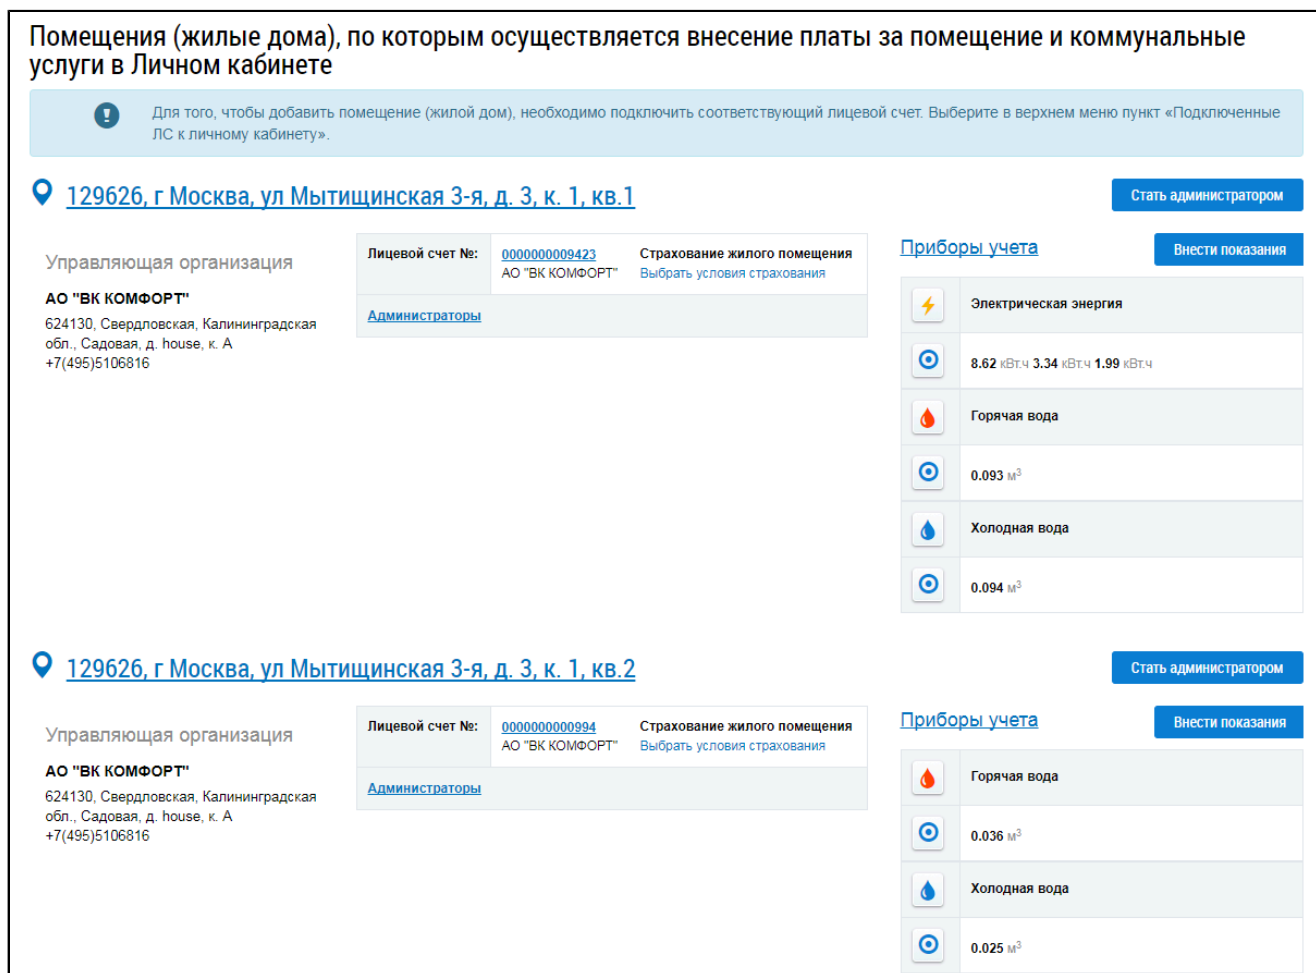 Помещения (жилые дома), по которым осуществляется внесение платы за помещение и коммунальные
услуги в Личном кабинете
Для того, чтобы добавить помещение (жилой дом), необходимо подключить соответствующий лицевой счет. Выберите в верхнем меню пункт «Подключенные
ЛС к личному кабинету».
129626, г Москва, ул Мытищинская 3-я, д. 3, к. 1, кв.1
Стать администратором
Управляющая организация
АО "ВК КОМФОРТ"
624130, Свердловская, Калининградская
обл., Садовая, д. house, к. А
+7(495)5106816
Лицевой счет №:
0000000009423
АО "ВК КОМФОРТ"
Страхование жилого помещения
Выбрать условия страхования
Администраторы
Приборы учета
Внести показания
Электрическая энергия
8.62 кВт.ч 3.34 кВт.ч 1.99 кВт.ч
Горячая вода
0.093 м³
Холодная вода
0.094 м³
129626, г Москва, ул Мытищинская 3-я, д. 3, к. 1, кв.2
Стать администратором
Управляющая организация
АО "ВК КОМФОРТ"
624130, Свердловская, Калининградская
обл., Садовая, д. house, к. А
+7(495)5106816
Лицевой счет №:
0000000000994
АО "ВК КОМФОРТ"
Страхование жилого помещения
Выбрать условия страхования
Администраторы
Приборы учета
Внести показания
Горячая вода
0.036 м³
Холодная вода
0.025 м³